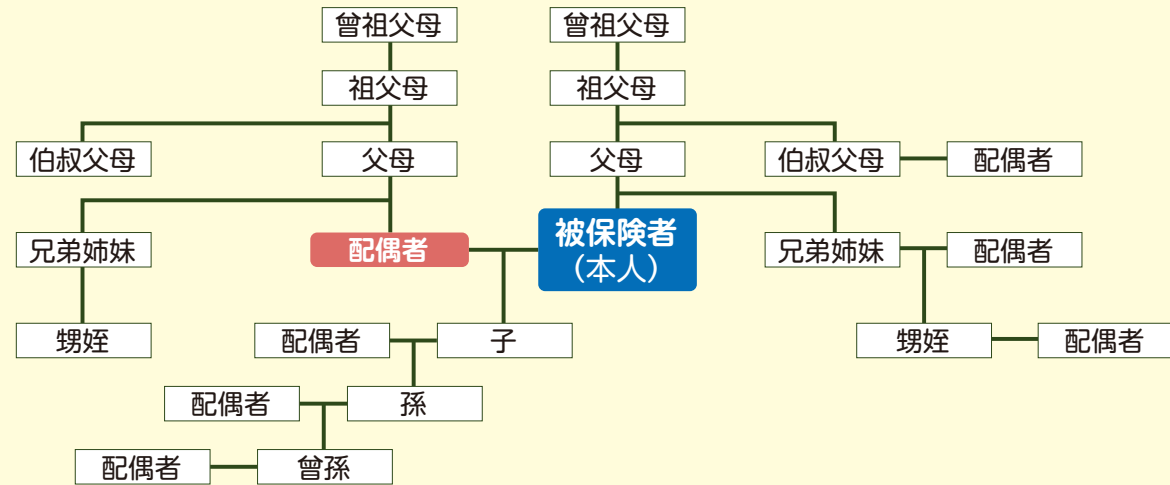 曾祖父母
曾祖父母
祖父母
祖父母
伯叔父母
父母
父母
伯叔父母
配偶者
兄弟姉妹
配偶者
被保険者
（本人）
兄弟姉妹
配偶者
甥姪
配偶者
子
甥姪
配偶者
配偶者
孫
配偶者
曾孫